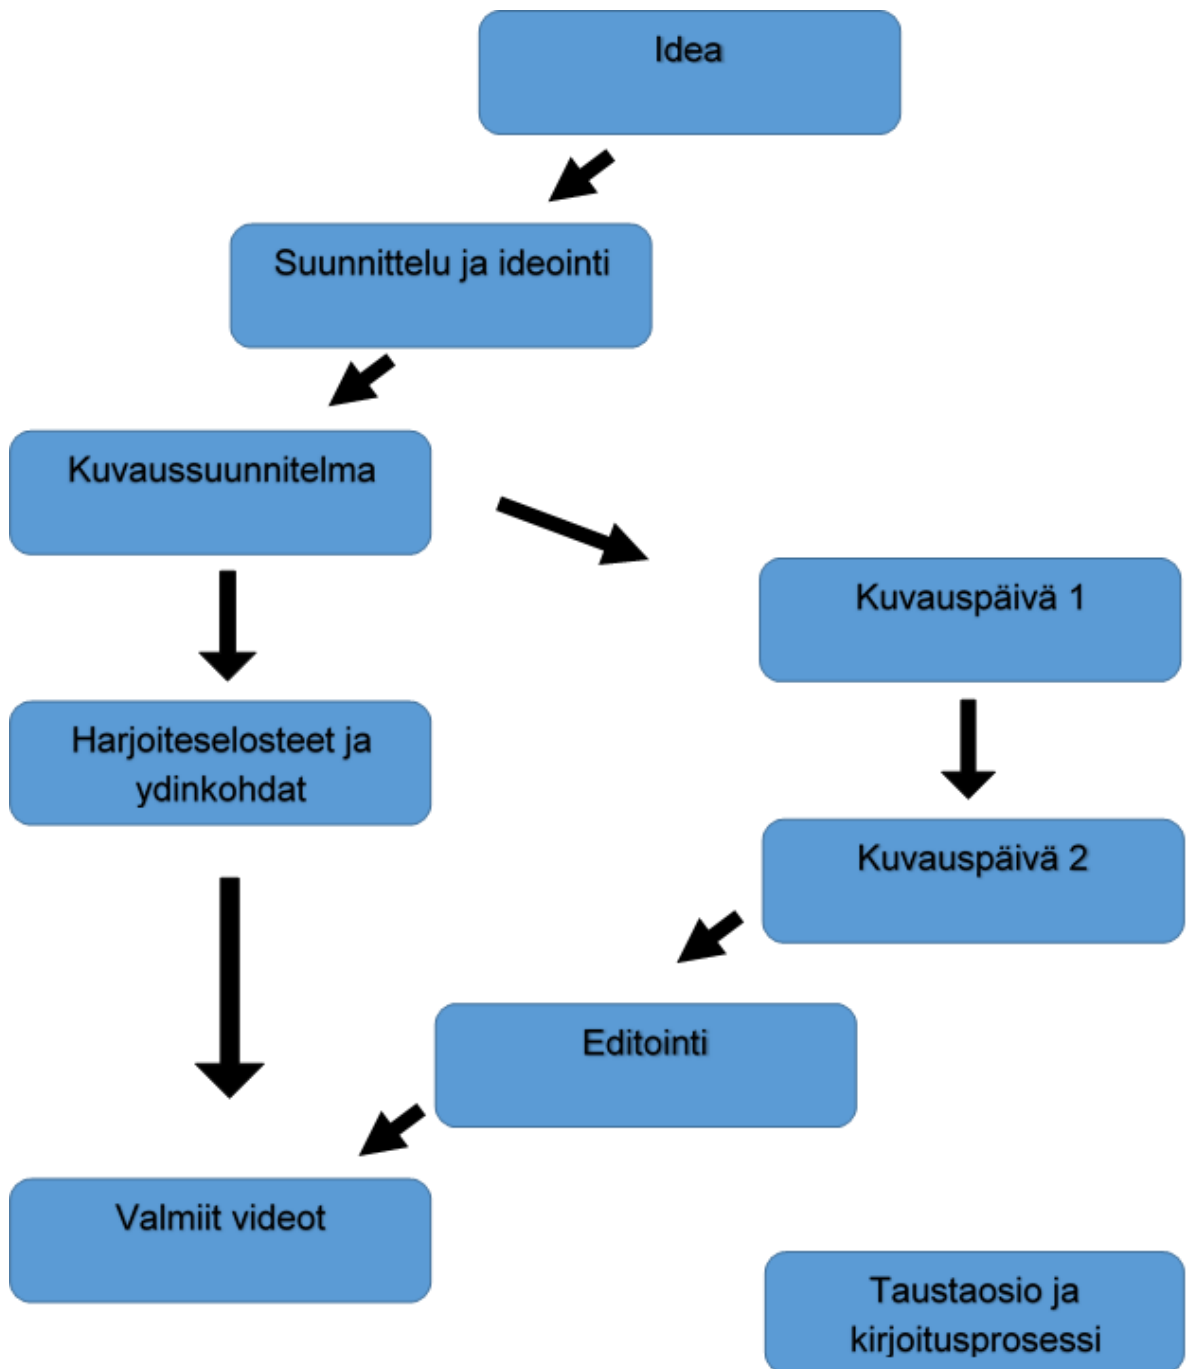 Idea
Suunnittelu ja ideointi
Kuvaussuunnitelma
Kuvauspäivä 1
Harjoiteselosteet ja
ydinkohdat
Kuvauspäivä 2
Editointi
Valmiit videot
Taustaosio ja
kirjoitusprosessi